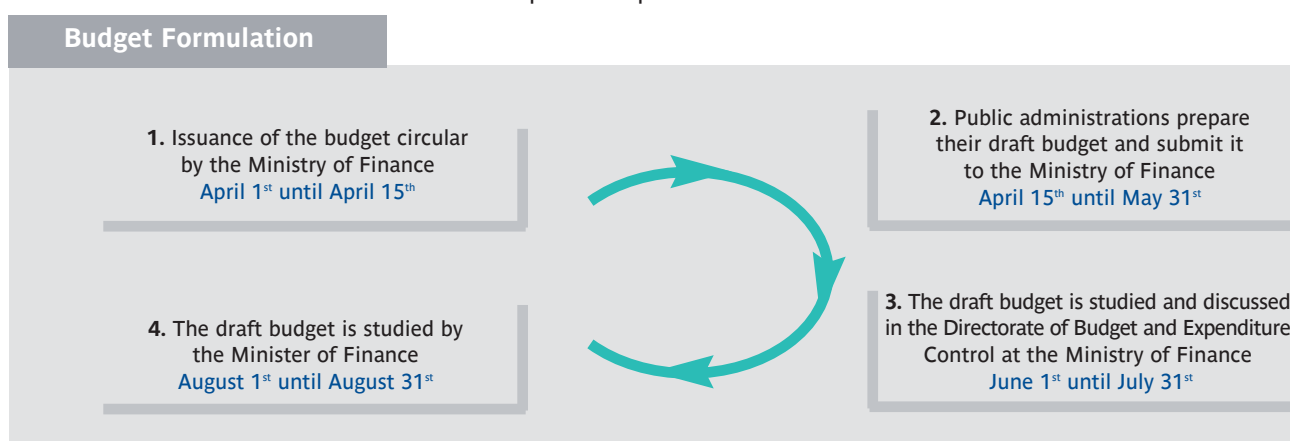 Budget Formulation
1. Issuance of the budget circular
by the Ministry of Finance
April 1st until April 15th
2. Public administrations prepare
their draft budget and submit it
to the Ministry of Finance
April 15th until May 31st
3. The draft budget is studied and discussed
in the Directorate of Budget and Expenditure
Control at the Ministry of Finance
June 1st until July 31st
4. The draft budget is studied by
the Minister of Finance
August 1st until August 31st